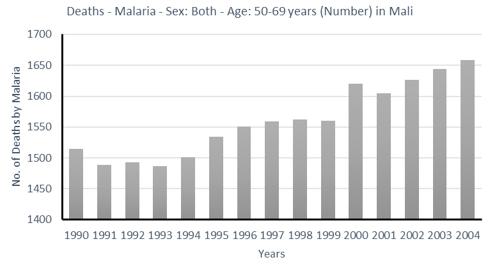 Deaths - Malaria - Sex: Both - Age: 50-69 years (Number) in Mali
No. of Deaths by Malaria
1700
1650
1600
1550
1500
1450
1400
1990 1991 1992 1993 1994 1995 1996 1997 1998 1999 2000 2001 2002 2003 2004
Years